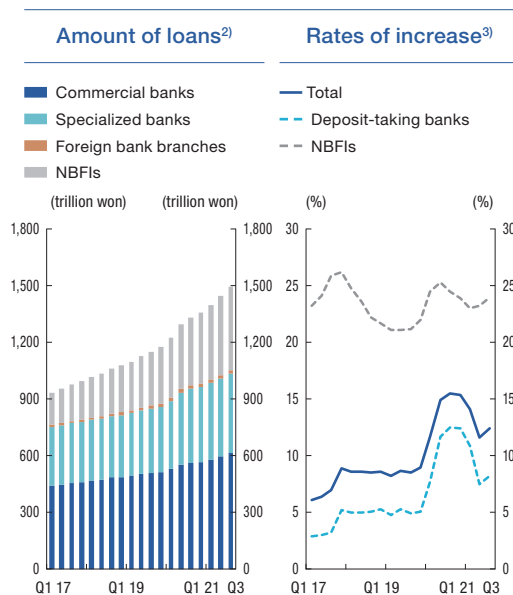 Amount of loans2)
Rates of increase3)
Commercial banks
Specialized banks
Foreign bank branches
NBFIs
Total
Deposit-taking banks
NBFIs
(trillion won) (trillion won)
(%) (%)
1,800 1,800 30 30
1,500 1,500 25 25
1,200 1,200 20 20
900 900 15 15
600 600 10 10
300 300 5 5
0 0 0 0
Q1 17 Q1 19 Q1 21 Q3
Q1 17 Q1 19 Q1 21 Q3